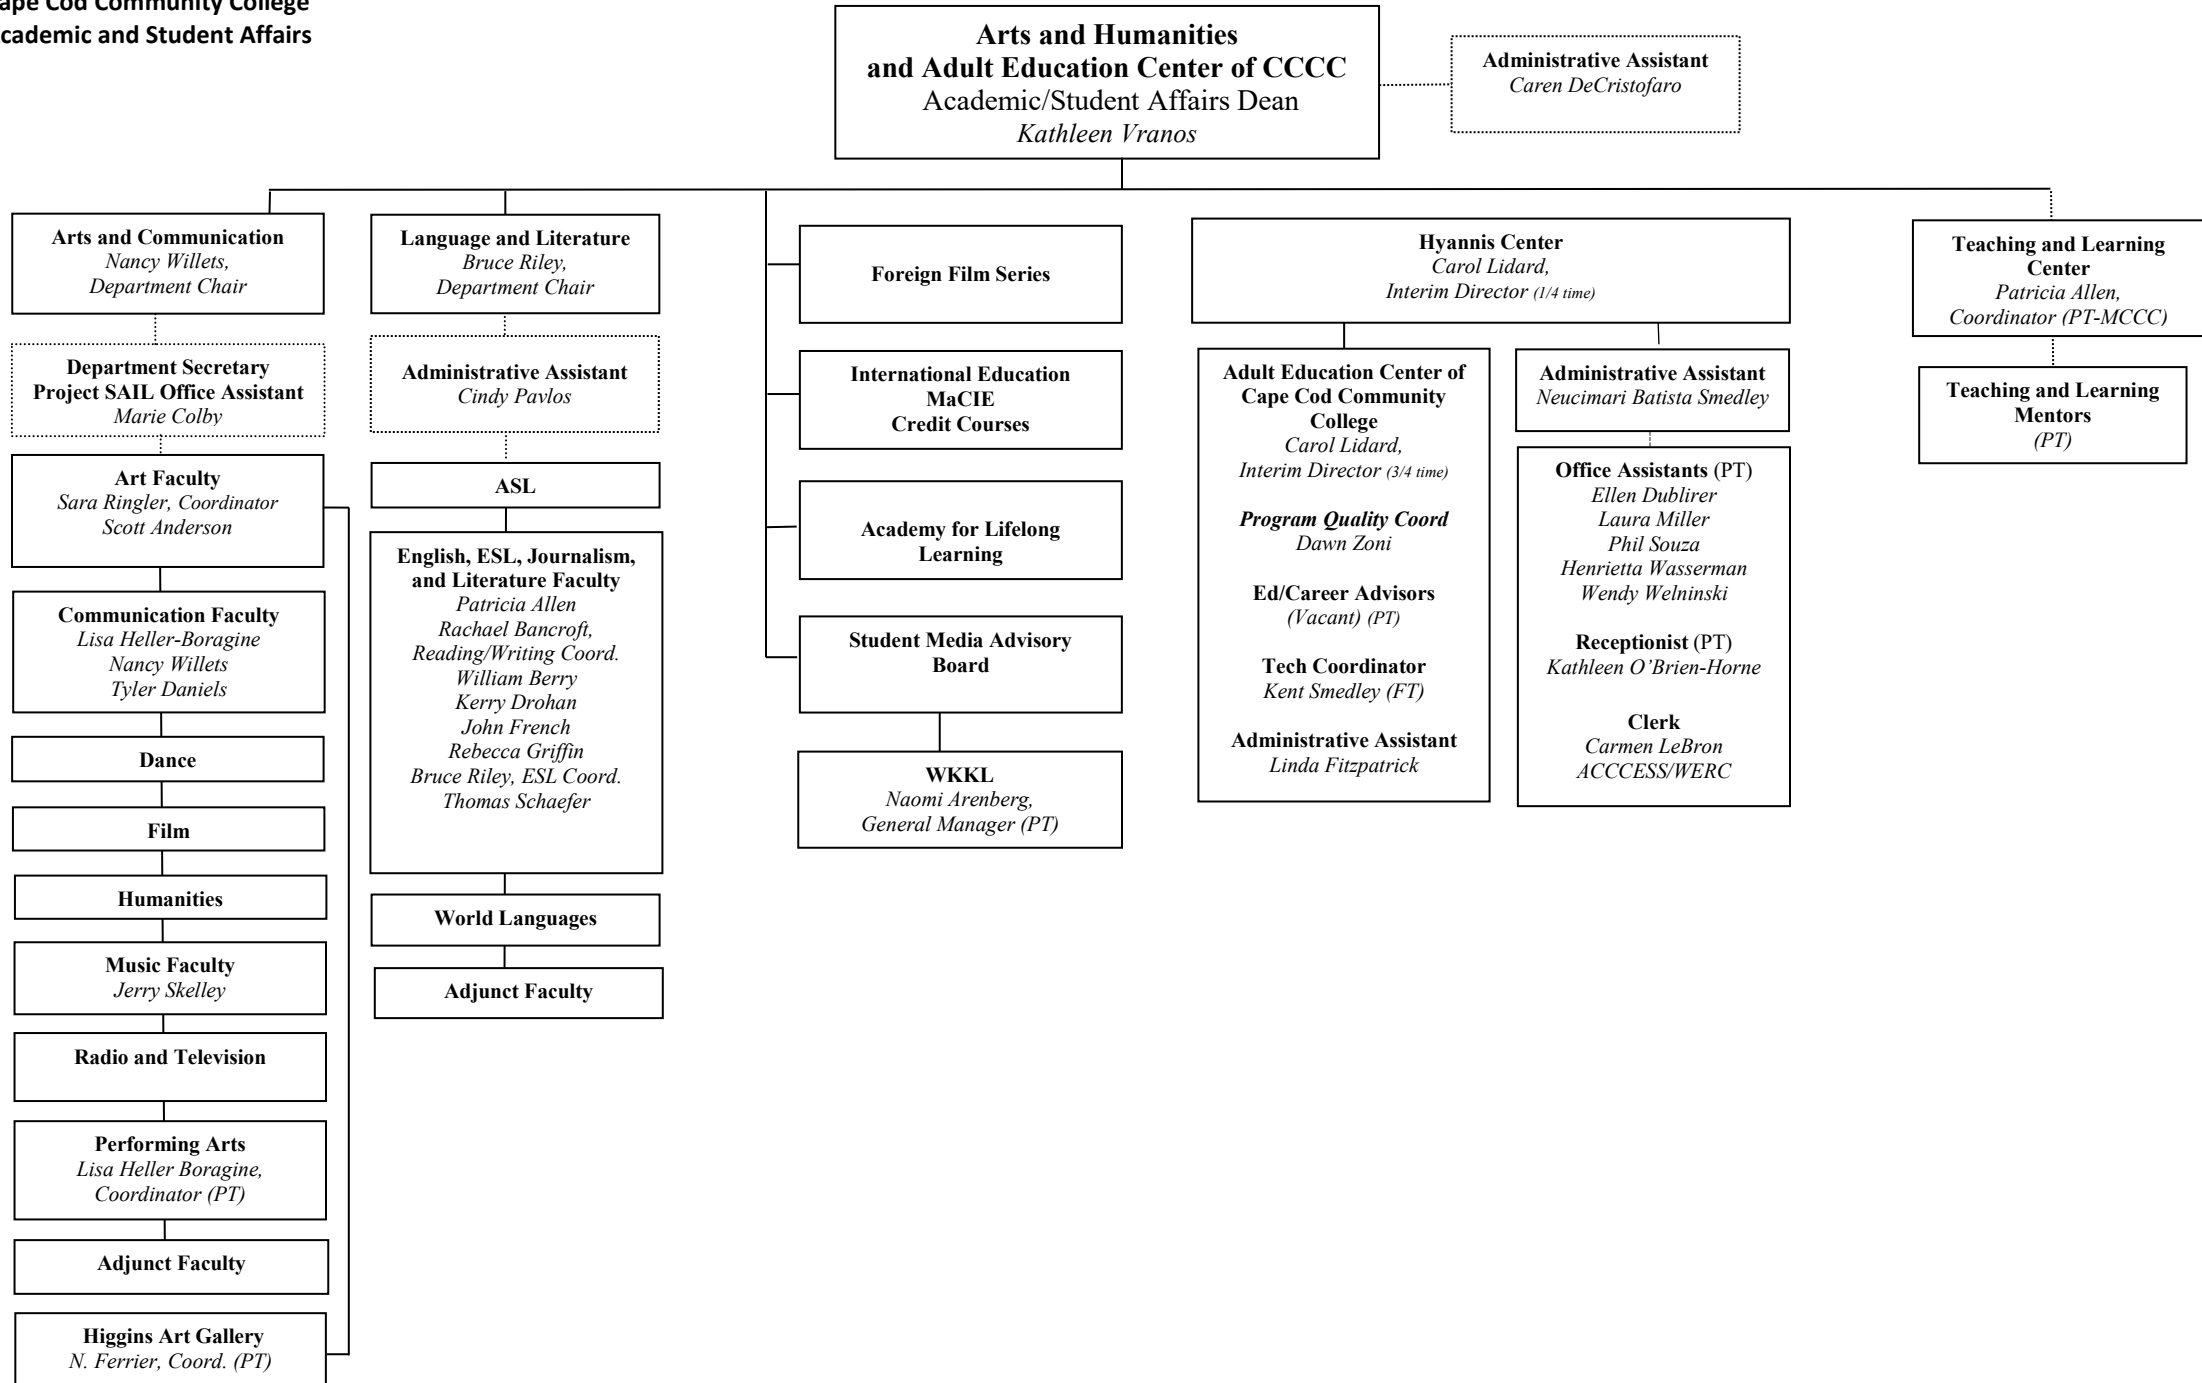 ape Cod Community College
cademic and Student Affairs
Arts and Humanities
and Adult Education Center of CCCC
Academic/Student Affairs Dean
Kathleen Vranos
Administrative Assistant
Caren DeCristofaro
Arts and Communication
Nancy Willets,
Department Chair
Department Secretary
Project SAIL Office Assistant
Marie Colby
Art Faculty
Sara Ringler, Coordinator
Scott Anderson
Communication Faculty
Lisa Heller-Boragine
Nancy Willets
Tyler Daniels
Dance
Film
Humanities
Music Faculty
Jerry Skelley
Radio and Television
Performing Arts
Lisa Heller Boragine,
Coordinator (PT)
Adjunct Faculty
Higgins Art Gallery
N. Ferrier, Coord. (PT)
Language and Literature
Bruce Riley,
Department Chair
Administrative Assistant
Cindy Pavlos
ASL
English, ESL, Journalism,
and Literature Faculty
Patricia Allen
Rachael Bancroft,
Reading/Writing Coord.
William Berry
Kerry Drohan
John French
Rebecca Griffin
Bruce Riley, ESL Coord.
Thomas Schaefer
World Languages
Adjunct Faculty
Foreign Film Series
International Education
MaCIE
Credit Courses
Academy for Lifelong
Learning
Student Media Advisory
Board
WKKL
Naomi Arenberg,
General Manager (PT)
Hyannis Center
Carol Lidard,
Interim Director (1/4 time)
Adult Education Center of
Cape Cod Community
College
Carol Lidard,
Interim Director (3/4 time)
Program Quality Coord
Dawn Zoni
Ed/Career Advisors
(Vacant) (PT)
Tech Coordinator
Kent Smedley (FT)
Administrative Assistant
Linda Fitzpatrick
Administrative Assistant
Neucimari Batista Smedley
Office Assistants (PT)
Ellen Dublirer
Laura Miller
Phil Souza
Henrietta Wasserman
Wendy Welninski
Receptionist (PT)
Kathleen O’Brien-Horne
Clerk
Carmen LeBron
ACCCESS/WERC
Teaching and Learning
Center
Patricia Allen,
Coordinator (PT-MCCC)
Teaching and Learning
Mentors
(PT)